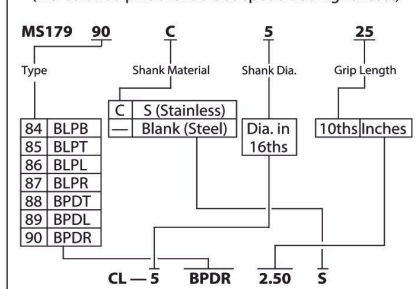 MS179 90 C 5 25
Type Shank Material Shank Dia. Grip Length
C S (Stainless)
— Blank (Steel)
Dia. in
16ths
10ths Inches
84 BLPB
85 BLPT
86 BLPL
87 BLPR
88 BPDT
89 BPDL
90 BPDR
CL — 5 BPDR 2.50 S